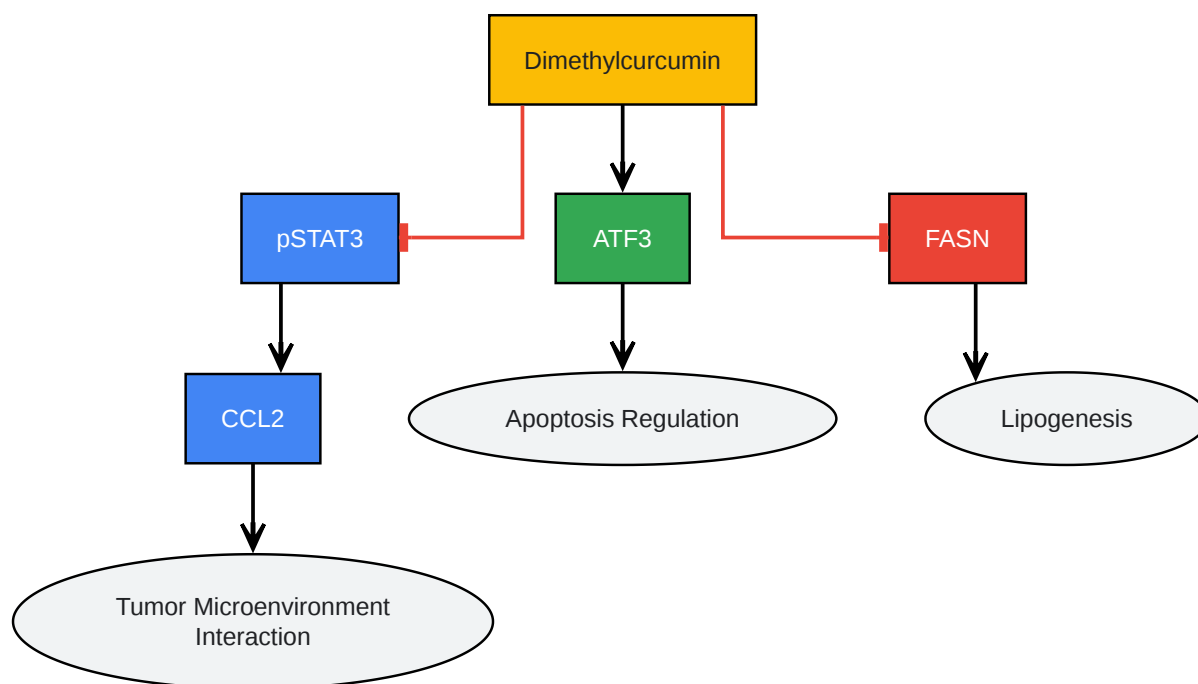 Dimethylcurcumin
pSTAT3
ATF3
FASN
CCL2
Apoptosis Regulation
Lipogenesis
Tumor Microenvironment
Interaction